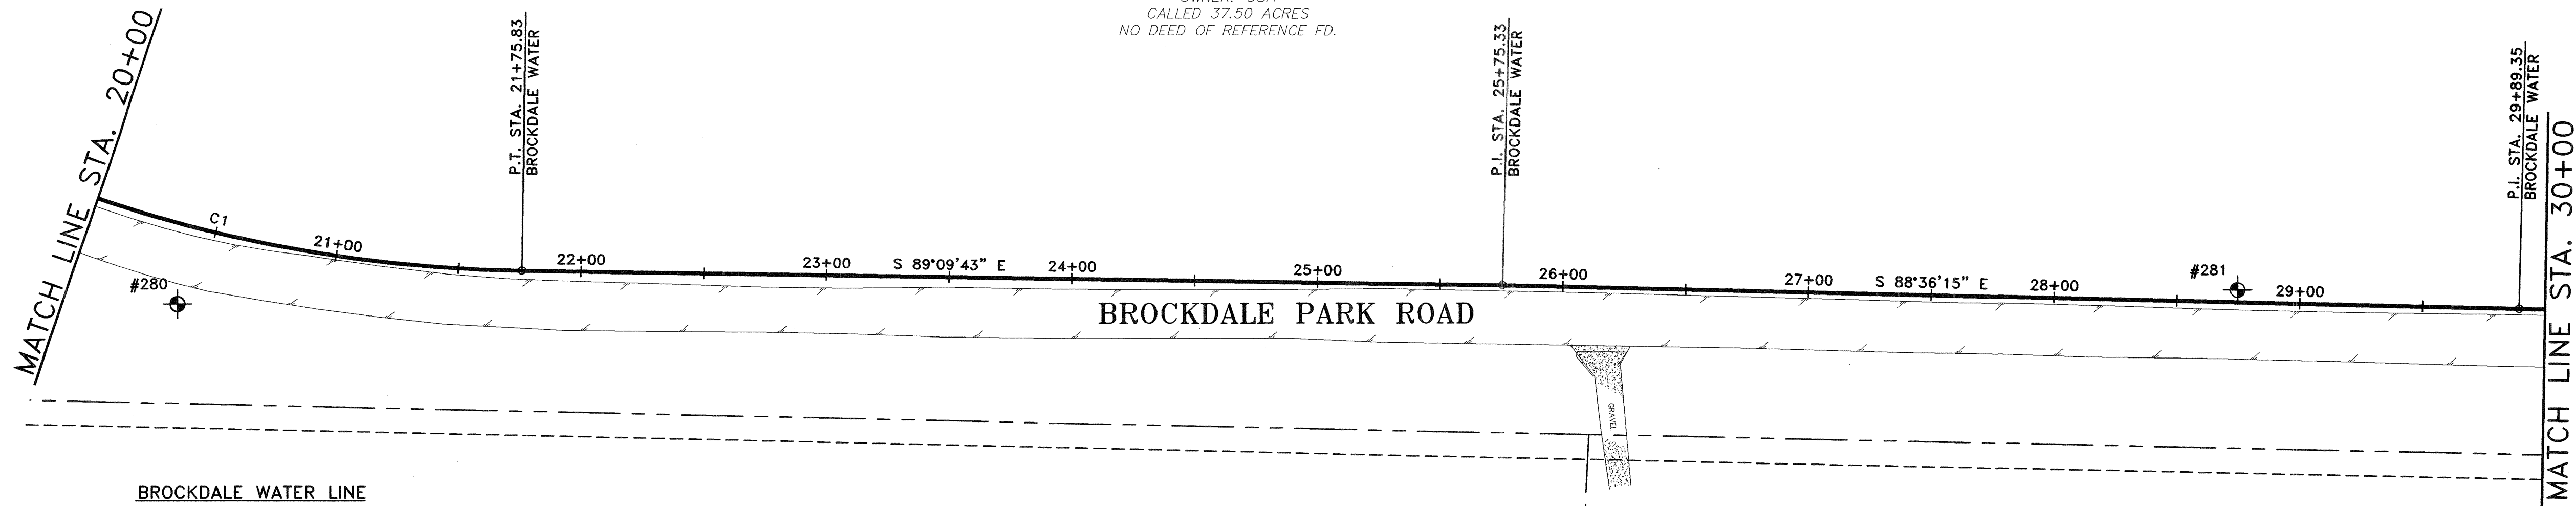 CALLED 37.50 ACRES
NO DEED OF REFERENCE FD.
MATCH LINE STA. 20+00
P.T. STA. 21+75.83
BROCKDALE WATER
P.I. STA. 25+75.33
BROCKDALE WATER
P.I. STA. 29+89.35
BROCKDALE WATER
MATCH LINE STA. 30+00
C1
21+00
22+00
23+00
S 89°09'43" E
24+00
25+00
26+00
27+00
S 88°36'15" E
28+00
29+00
#280
#281
BROCKDALE PARK ROAD
GRAVEL
BROCKDALE WATER LINE